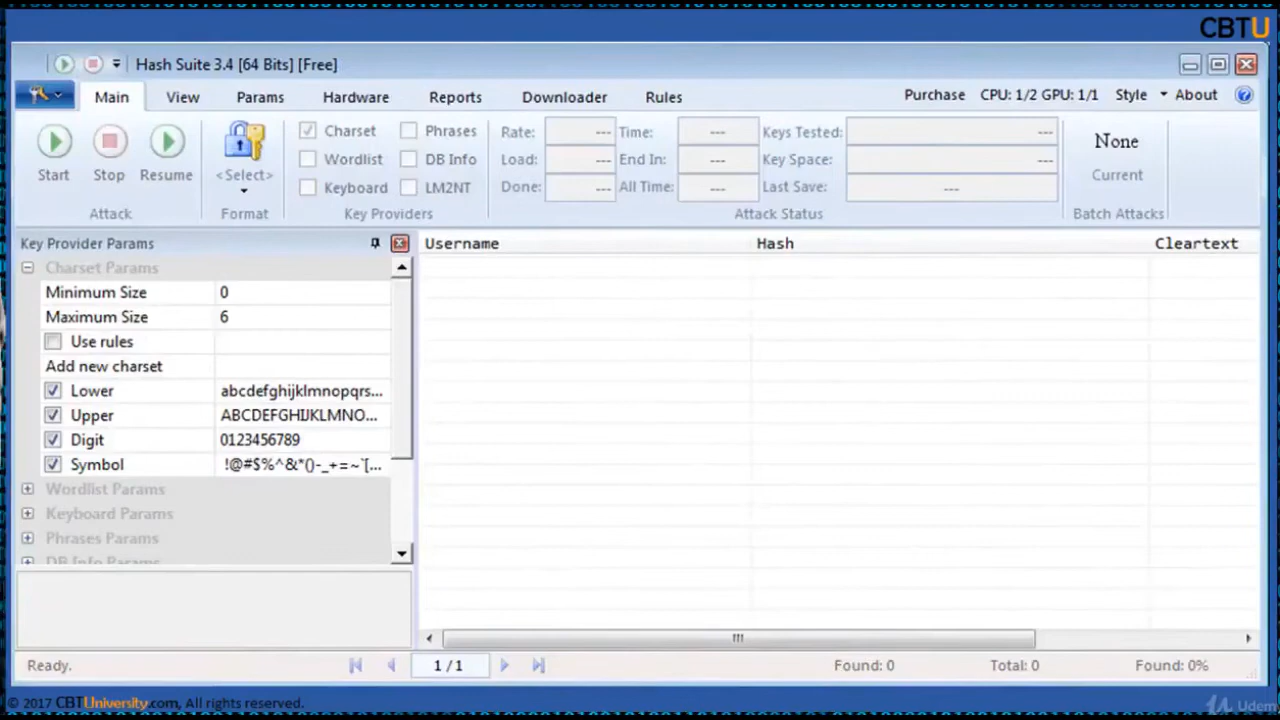 CBTU
Hash Suite 3.4 [64 Bits] [Free]
Main View Params Hardware Reports Downloader Rules Purchase CPU: 1/2 GPU: 1/1 Style About
Start Stop Resume
Attack
<Select>
Format
Charset Phrases
Wordlist DB Info
Keyboard LM2NT
Key Providers
Rate: --- Time: --- Keys Tested: ---
Load: --- End In: --- Key Space: ---
Done: --- All Time: --- Last Save: ---
Attack Status
None
Current
Batch Attacks
Key Provider Params
Charset Params
Minimum Size 0
Maximum Size 6
Use rules
Add new charset
Lower abcdefghijklmnopqrs...
Upper ABCDEFGHIJKLMNO...
Digit 0123456789
Symbol !@#$%^&*()-_+=~`[...
Wordlist Params
Keyboard Params
Phrases Params
DB Info Params
Username Hash Cleartext
Ready. 1 / 1 Found: 0 Total: 0 Found: 0%
© 2017 CBTUniversity.com, All rights reserved.